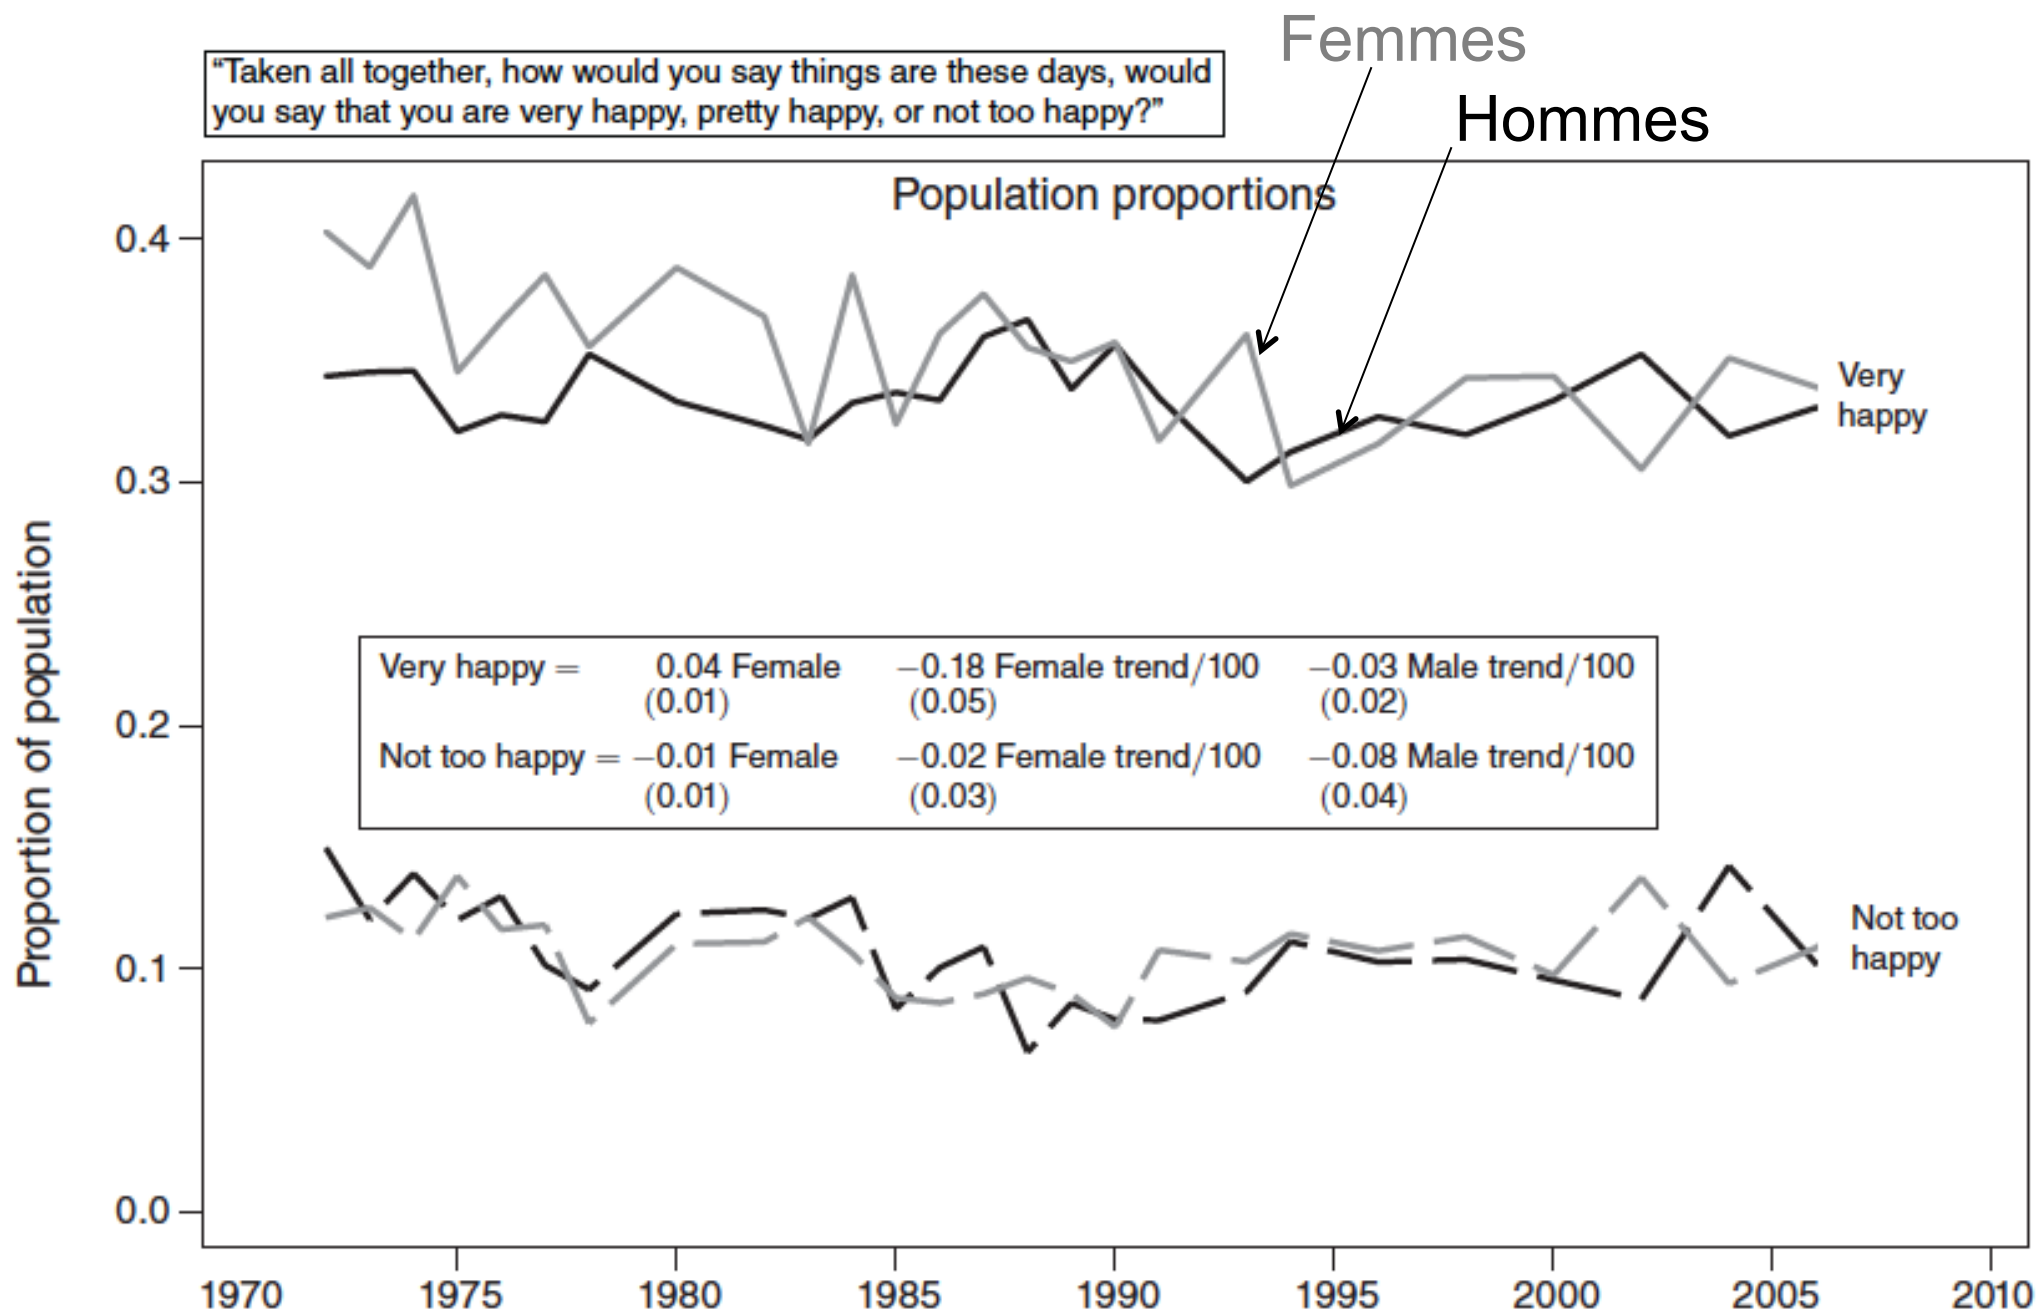 Femmes
Hommes
“Taken all together, how would you say things are these days, would
you say that you are very happy, pretty happy, or not too happy?”
Population proportions
Proportion of population
0.4
0.3
0.2
0.1
0.0
Very
happy
Very happy = 0.04 Female −0.18 Female trend/100 −0.03 Male trend/100
(0.01) (0.05) (0.02)
Not too happy = −0.01 Female −0.02 Female trend/100 −0.08 Male trend/100
(0.01) (0.03) (0.04)
Not too
happy
1970 1975 1980 1985 1990 1995 2000 2005 2010